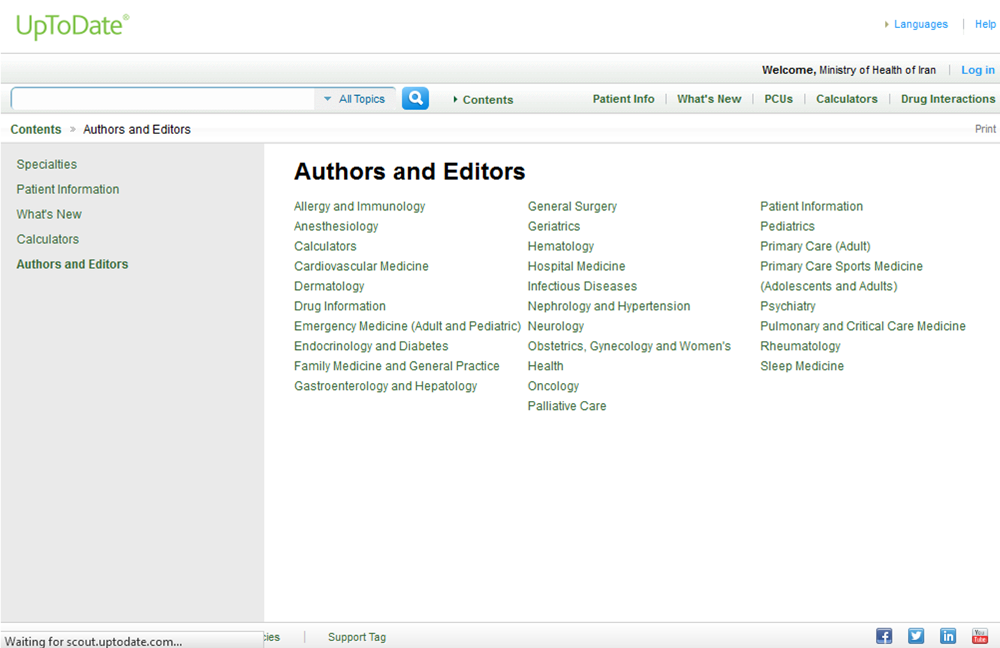 UpToDate®
Languages | Help
Welcome, Ministry of Health of Iran | Log in
All Topics
Contents
Patient Info | What's New | PCUs | Calculators | Drug Interactions
Contents » Authors and Editors
Print
Specialties
Patient Information
What's New
Calculators
Authors and Editors
Authors and Editors
Allergy and Immunology
Anesthesiology
Calculators
Cardiovascular Medicine
Dermatology
Drug Information
Emergency Medicine (Adult and Pediatric)
Endocrinology and Diabetes
Family Medicine and General Practice
Gastroenterology and Hepatology
General Surgery
Geriatrics
Hematology
Hospital Medicine
Infectious Diseases
Nephrology and Hypertension
Neurology
Obstetrics, Gynecology and Women's
Health
Oncology
Palliative Care
Patient Information
Pediatrics
Primary Care (Adult)
Primary Care Sports Medicine
(Adolescents and Adults)
Psychiatry
Pulmonary and Critical Care Medicine
Rheumatology
Sleep Medicine
Waiting for scout.uptodate.com...
cies | Support Tag
You
Tube